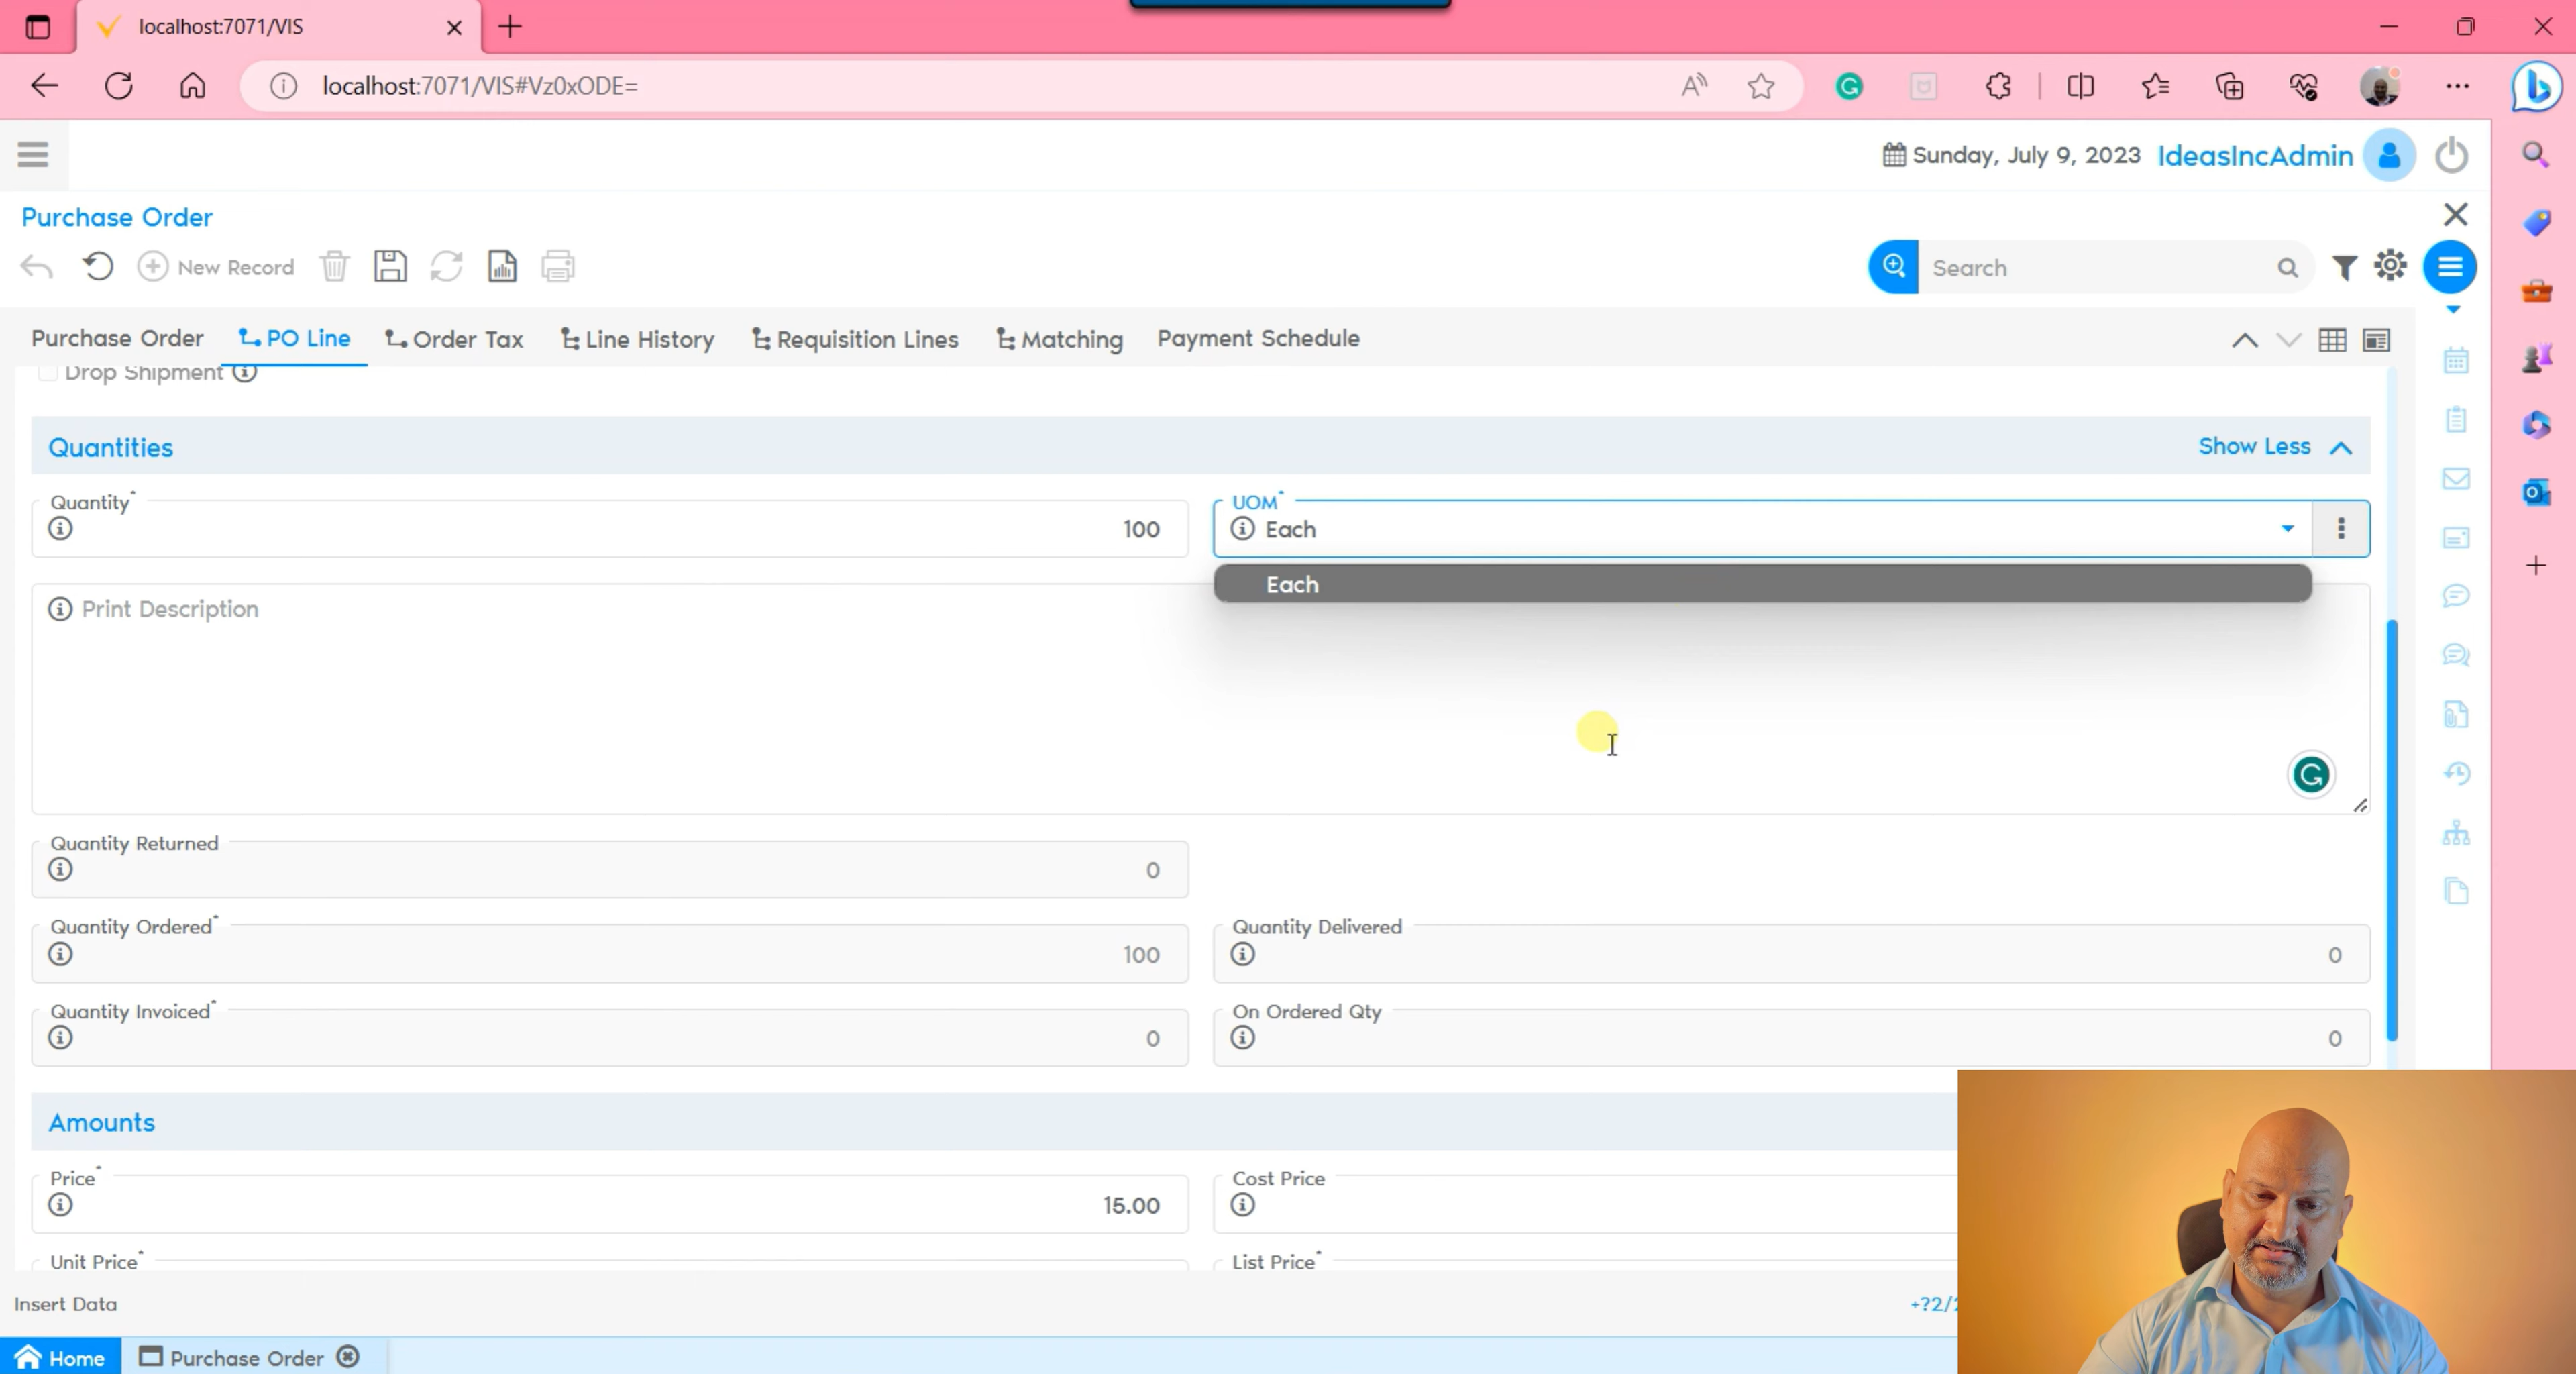 localhost:7071/VIS
localhost:7071/VIS#Vz0xODE=
Sunday, July 9, 2023 IdeasIncAdmin
Purchase Order
New Record
Search
Purchase Order PO Line Order Tax Line History Requisition Lines Matching Payment Schedule
Drop Shipment
Quantities Show Less
Quantity* UOM*
100 Each
Each
Print Description
Quantity Returned
0
Quantity Ordered* Quantity Delivered
100 0
Quantity Invoiced* On Ordered Qty
0 0
Amounts
Price* Cost Price
15.00
Unit Price* List Price*
Insert Data
Home Purchase Order